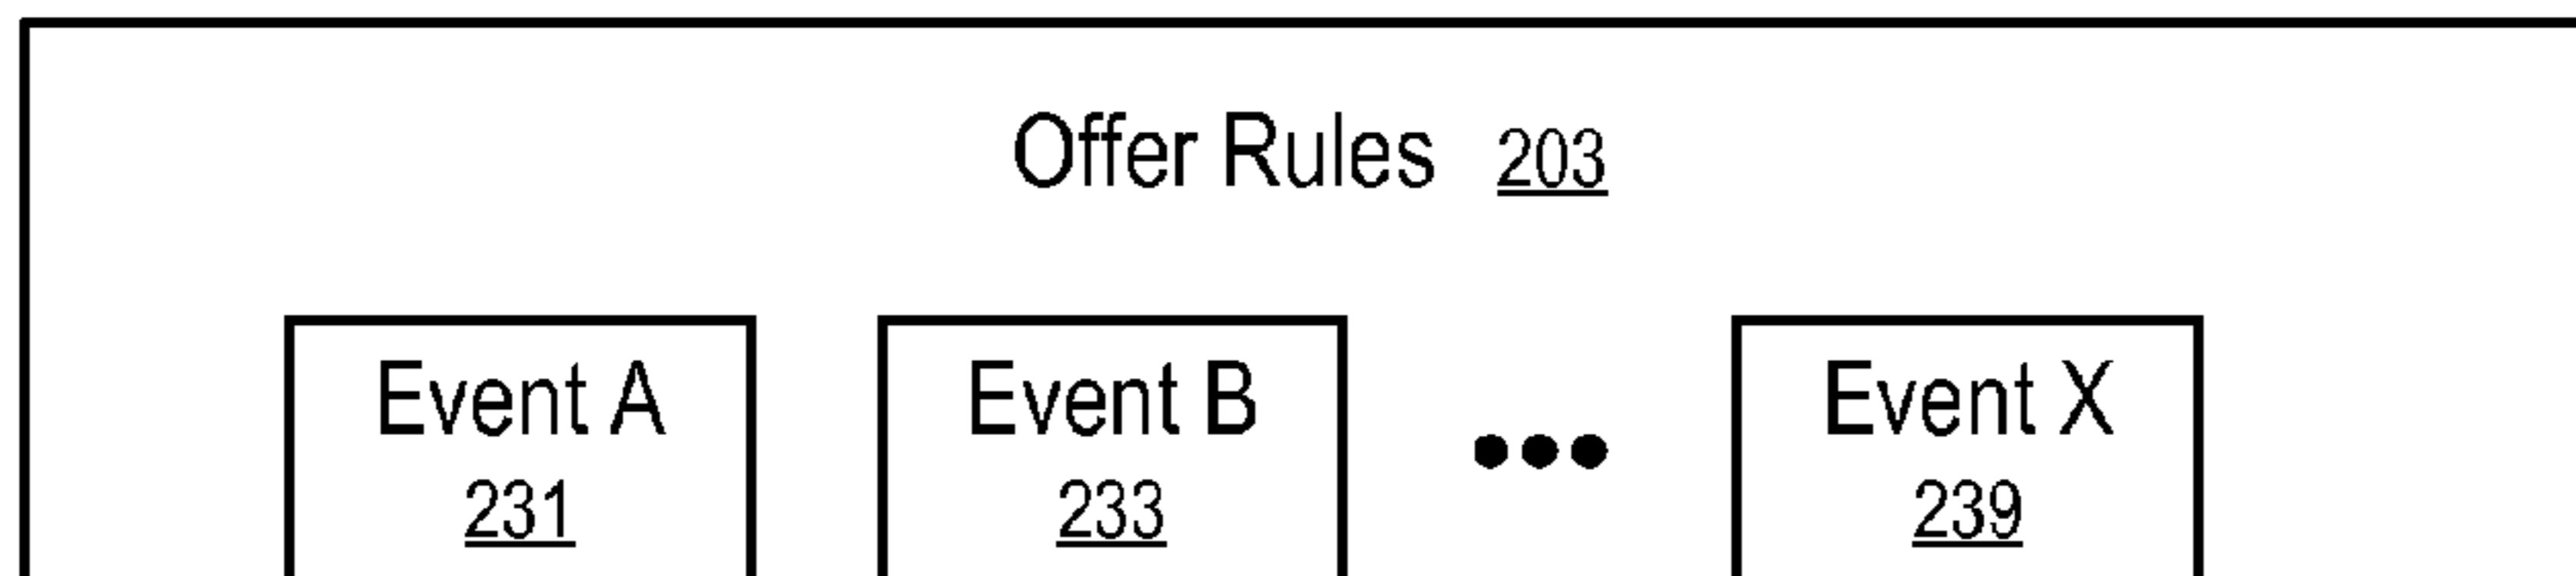 Offer Rules 203
Event A
231
Event B
233
•••
Event X
239